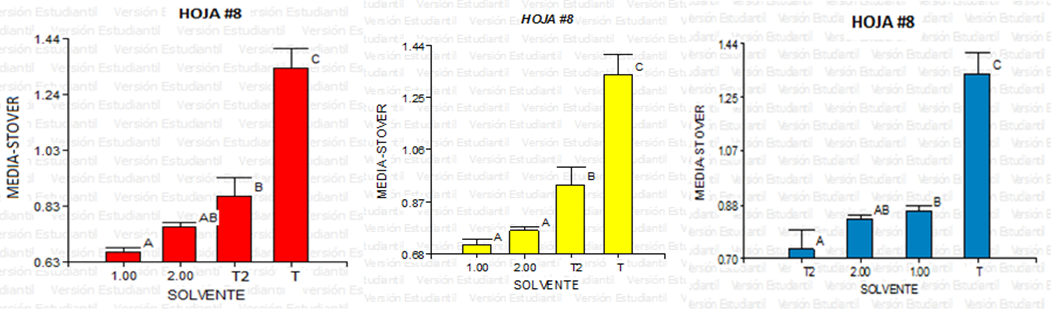 HOJA #8
MEDIA-STOVER
1.44
1.24
1.03
0.83
0.63
A
AB
B
C
1.00 2.00 T2 T
SOLVENTE
HOJA #8
MEDIA-STOVER
1.44
1.25
1.06
0.87
0.68
A
A
B
C
1.00 2.00 T2 T
SOLVENTE
HOJA #8
MEDIA-STOVER
1.44
1.25
1.07
0.88
0.70
A
AB
B
C
T2 2.00 1.00 T
SOLVENTE
Versión Estudiantil